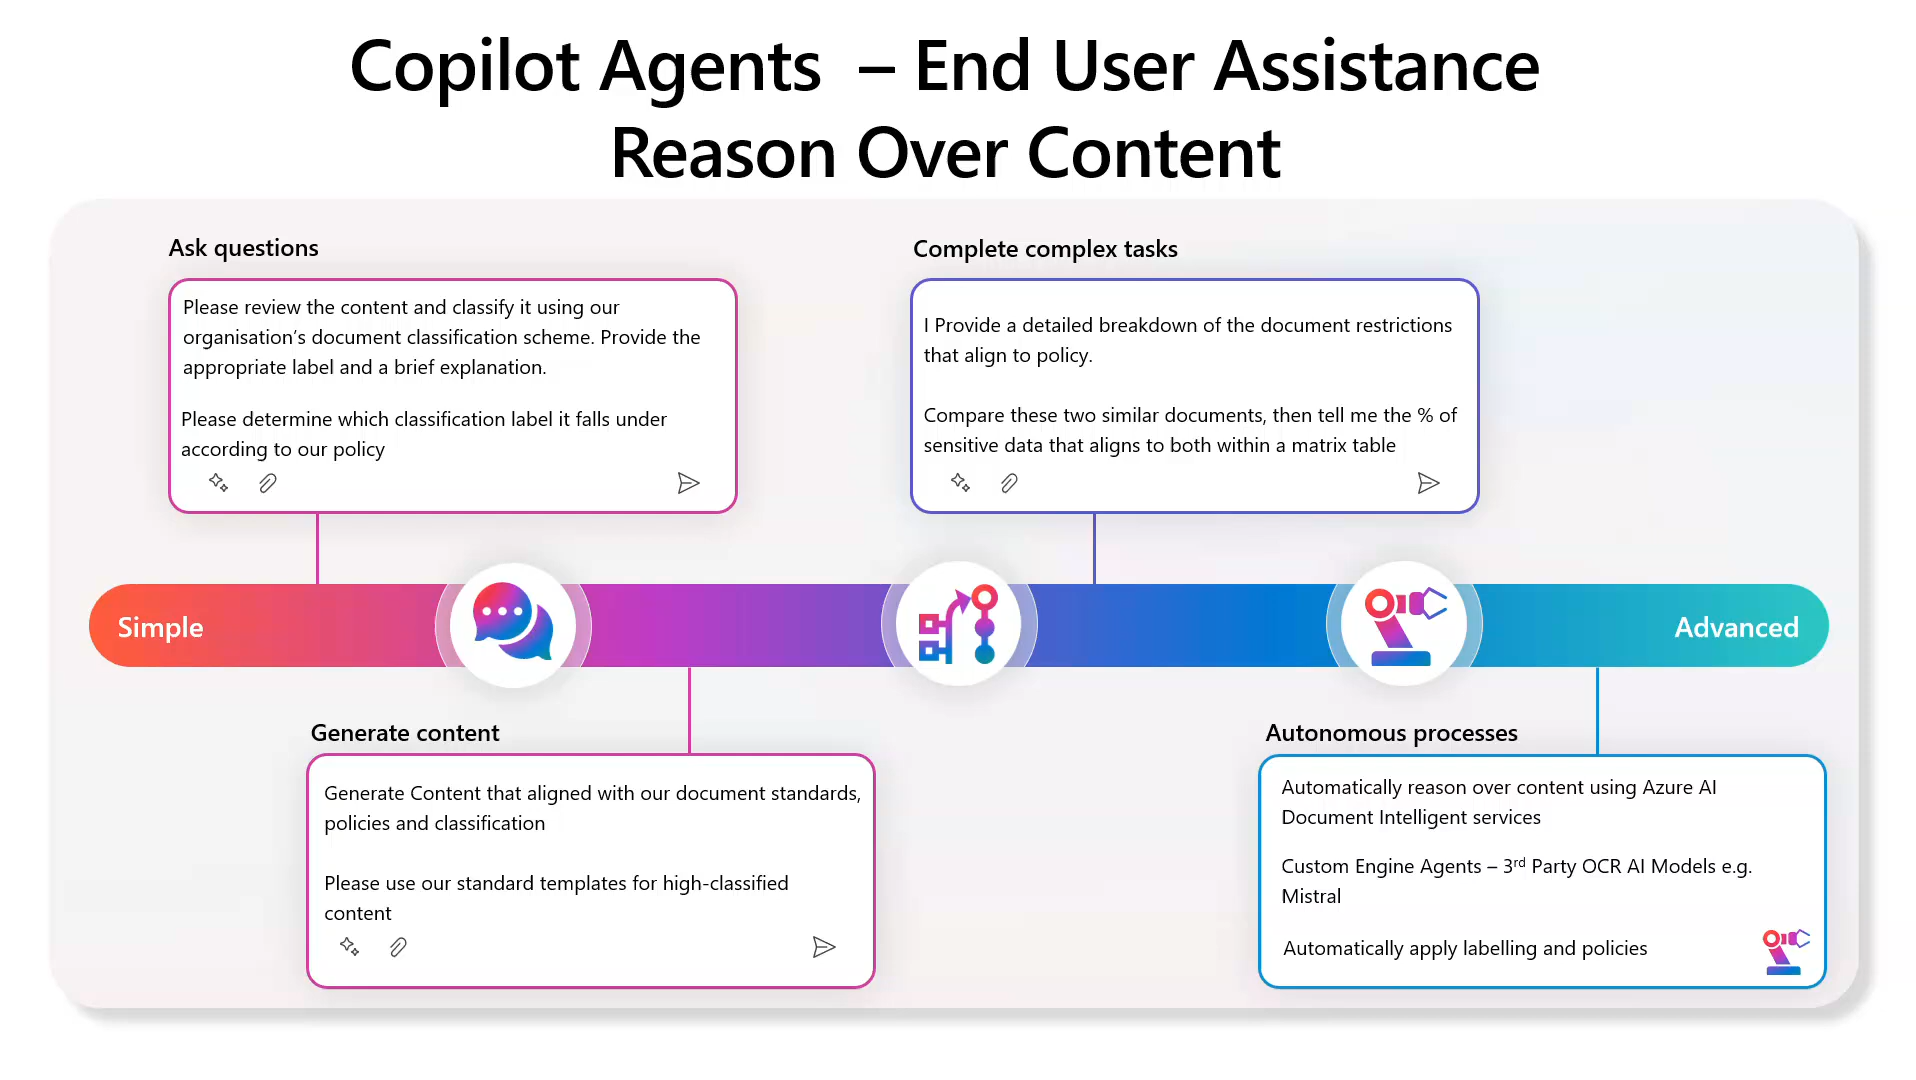 Copilot Agents – End User Assistance
Reason Over Content
Ask questions
Please review the content and classify it using our
organisation’s document classification scheme. Provide the
appropriate label and a brief explanation.
Please determine which classification label it falls under
according to our policy
Complete complex tasks
I Provide a detailed breakdown of the document restrictions
that align to policy.
Compare these two similar documents, then tell me the % of
sensitive data that aligns to both within a matrix table
Simple
Advanced
Generate content
Generate Content that aligned with our document standards,
policies and classification
Please use our standard templates for high-classified
content
Autonomous processes
Automatically reason over content using Azure AI
Document Intelligent services
Custom Engine Agents – 3rd Party OCR AI Models e.g.
Mistral
Automatically apply labelling and policies